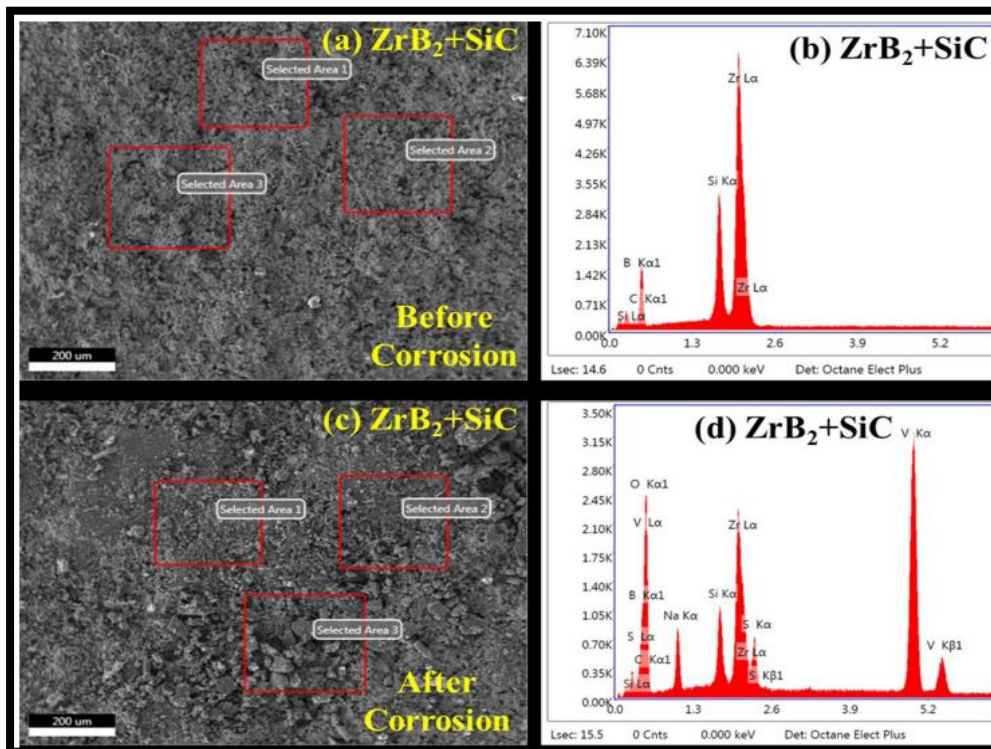 (a) ZrB₂+SiC
Selected Area 1
Selected Area 2
Selected Area 3
Before
Corrosion
200 um
(b) ZrB₂+SiC
7.10K
6.39K
5.68K
4.97K
4.26K
3.55K
2.84K
2.13K
1.42K
0.71K
0.00K
Zr Lα
Si Kα
B Kα1
C Kα1
Si Lα
Zr Lα
1.3
2.6
3.9
5.2
Lsec: 14.6 0 Cnts 0.000 keV Det: Octane Elect Plus
(c) ZrB₂+SiC
Selected Area 1
Selected Area 2
Selected Area 3
After
Corrosion
200 um
(d) ZrB₂+SiC
3.50K
3.15K
2.80K
2.45K
2.10K
1.75K
1.40K
1.05K
0.70K
0.35K
0.00K
V Kα
O Kα1
V Lα
Zr Lα
B Kα1
Na Kα
Si Kα
S Kα
S Lα
Zr Lα
C Kα1
S Kβ1
Si Lα
V Kβ1
0.0
1.3
2.6
3.9
5.2
Lsec: 15.5 0 Cnts 0.000 keV Det: Octane Elect Plus